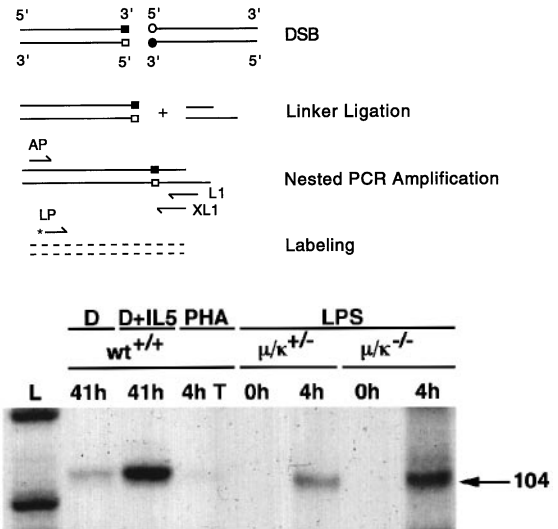 5' 3' 5' 3'
DSB
3' 5' 3' 5'
+
Linker Ligation
AP
Nested PCR Amplification
L1
XL1
LP
*
Labeling
D D+IL5 PHA LPS
wt+/+ μ/κ+/- μ/κ-/-
L 41h 41h 4h T 0h 4h 0h 4h
104